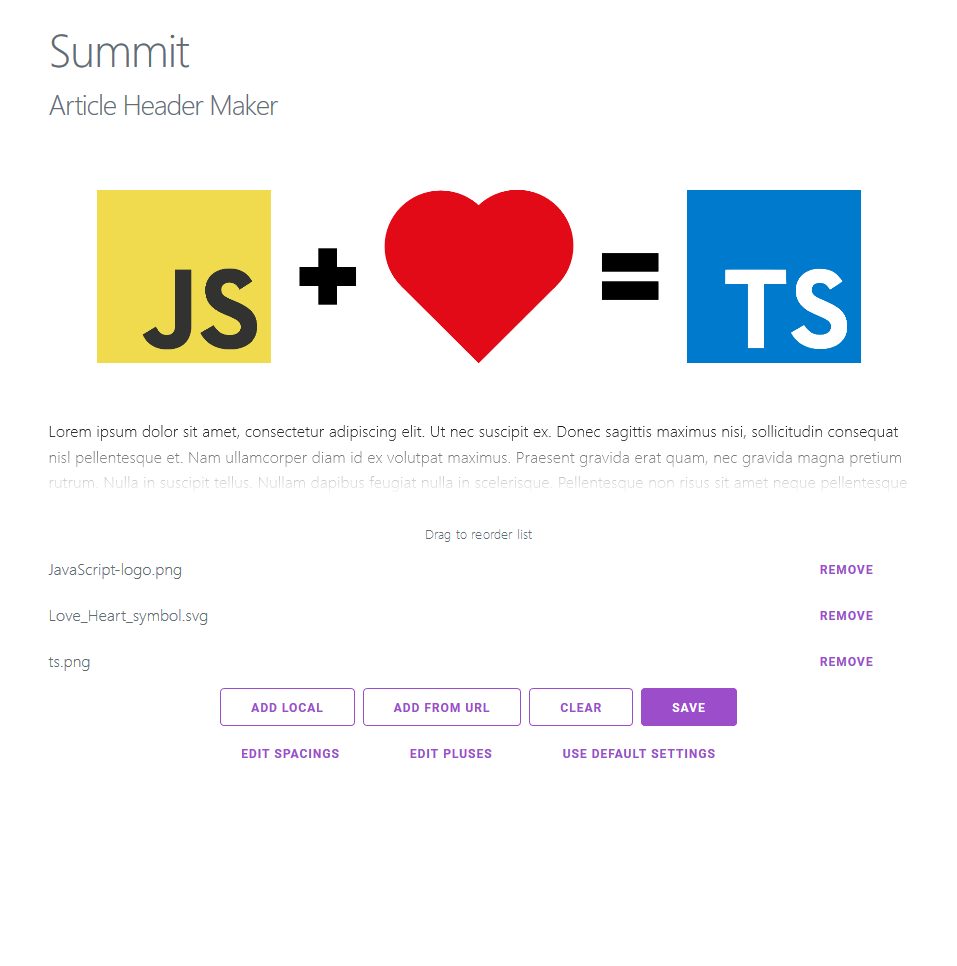 Summit
Article Header Maker
JS + = TS
Lorem ipsum dolor sit amet, consectetur adipiscing elit. Ut nec suscipit ex. Donec sagittis maximus nisi, sollicitudin consequat
nisl pellentesque et. Nam ullamcorper diam id ex volutpat maximus. Praesent gravida erat quam, nec gravida magna pretium
rutrum. Nulla in suscipit tellus. Nullam dapibus feugiat nulla in scelerisque. Pellentesque non risus sit amet neque pellentesque
Drag to reorder list
JavaScript-logo.png REMOVE
Love_Heart_symbol.svg REMOVE
ts.png REMOVE
ADD LOCAL ADD FROM URL CLEAR SAVE
EDIT SPACINGS EDIT PLUSES USE DEFAULT SETTINGS